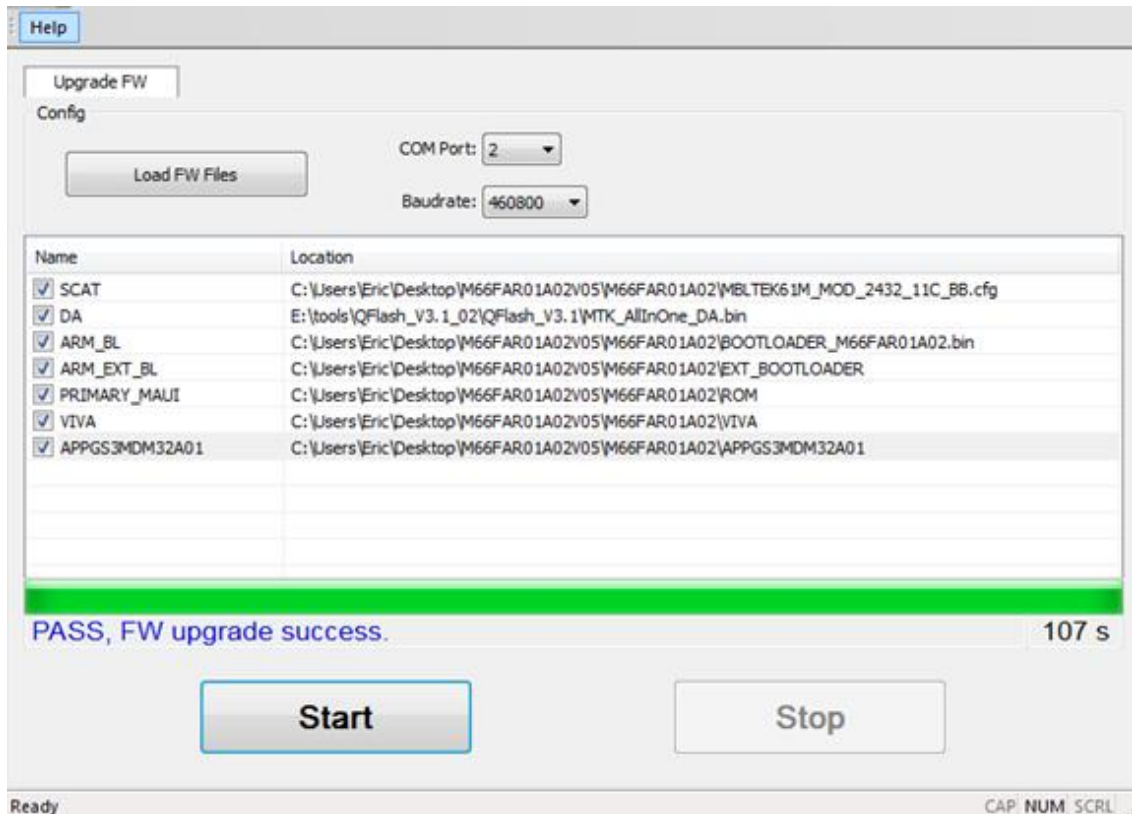 Help
Upgrade FW
Config
Load FW Files
COM Port: 2
Baudrate: 460800
Name Location
SCAT C:\Users\Eric\Desktop\M66FAR01A02V05\M66FAR01A02\MBLTEK61M_MOD_2432_11C_BB.cfg
DA E:\tools\QFlash_V3.1_02\QFlash_V3.1\MTK_AllInOne_DA.bin
ARM_BL C:\Users\Eric\Desktop\M66FAR01A02V05\M66FAR01A02\BOOTLOADER_M66FAR01A02.bin
ARM_EXT_BL C:\Users\Eric\Desktop\M66FAR01A02V05\M66FAR01A02\EXT_BOOTLOADER
PRIMARY_MAUI C:\Users\Eric\Desktop\M66FAR01A02V05\M66FAR01A02\ROM
VIVA C:\Users\Eric\Desktop\M66FAR01A02V05\M66FAR01A02\VIVA
APPGS3MDM32A01 C:\Users\Eric\Desktop\M66FAR01A02V05\M66FAR01A02\APPGS3MDM32A01
PASS, FW upgrade success. 107 s
Start Stop
Ready CAP NUM SCRL